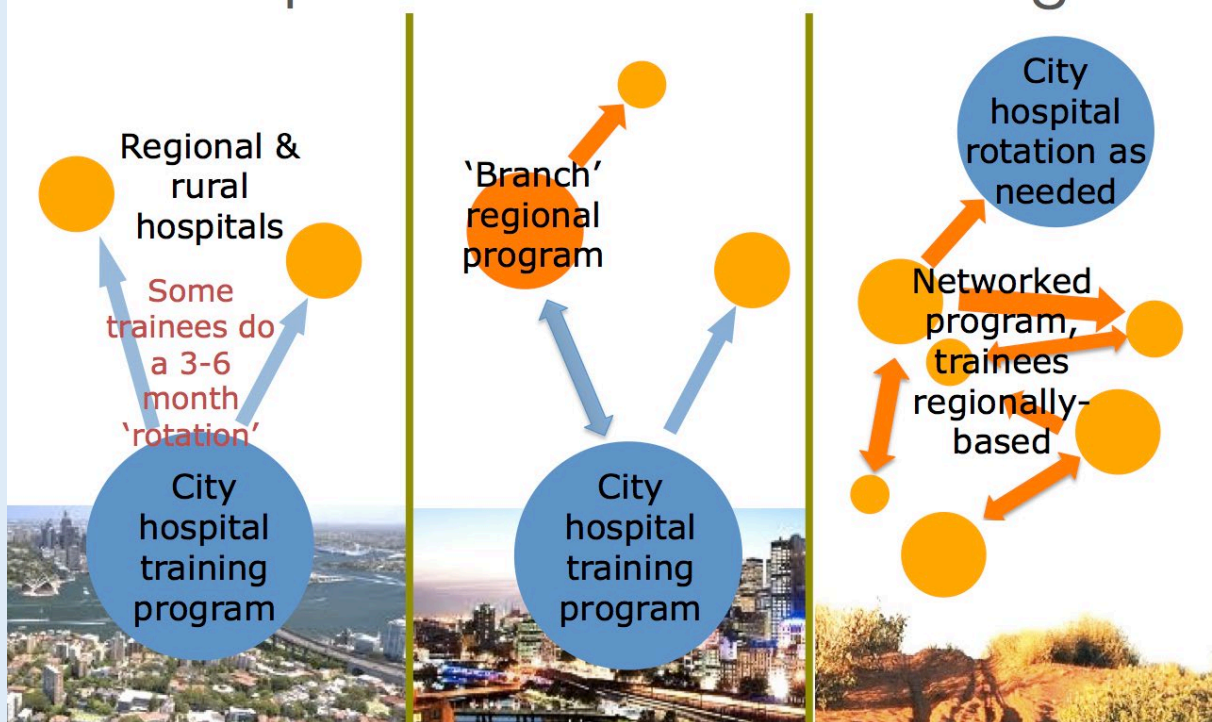 Regional &
rural
hospitals
Some
trainees do
a 3-6
month
‘rotation’
City
hospital
training
program
‘Branch’
regional
program
City
hospital
training
program
City
hospital
rotation as
needed
Networked
program,
trainees
regionally-
based